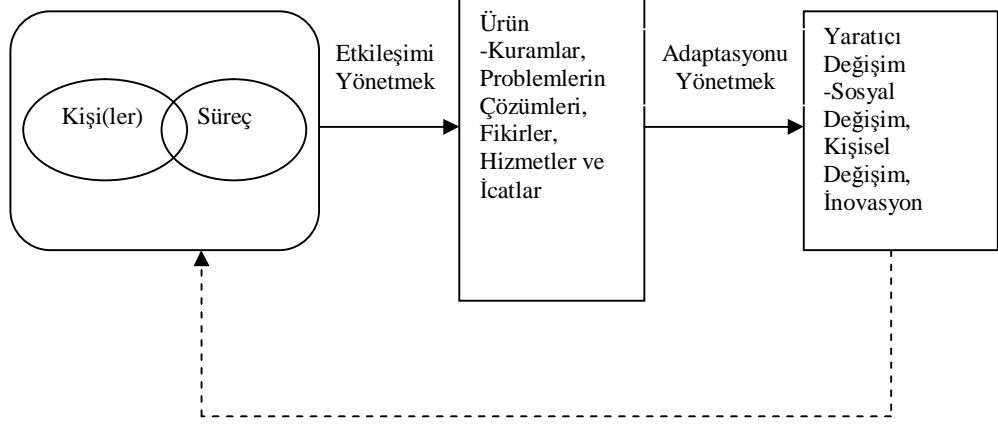 Kişi(ler)
Süreç
Etkileşimi
Yönetmek
Ürün
-Kuramlar,
Problemlerin
Çözümleri,
Fikirler,
Hizmetler ve
İcatlar
Adaptasyonu
Yönetmek
Yaratıcı
Değişim
-Sosyal
Değişim,
Kişisel
Değişim,
İnovasyon